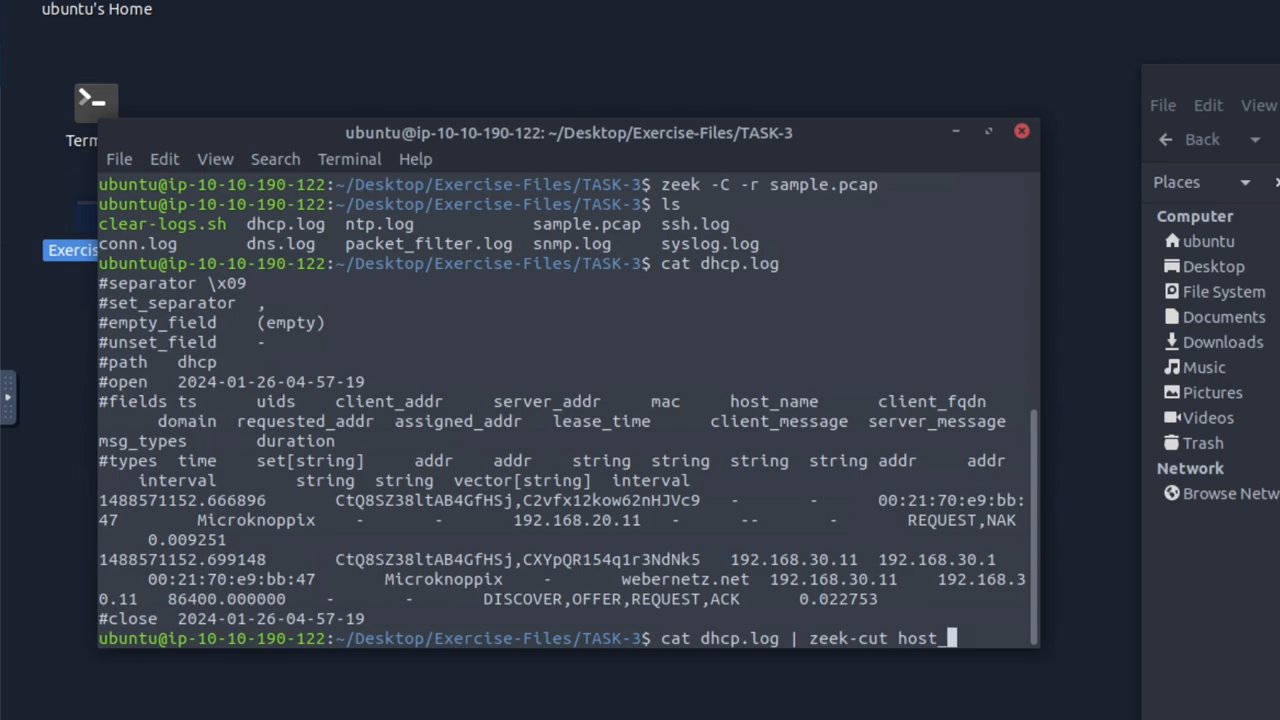 ubuntu's Home
Term
Exercis
ubuntu@ip-10-10-190-122: ~/Desktop/Exercise-Files/TASK-3
File Edit View Search Terminal Help
ubuntu@ip-10-10-190-122:~/Desktop/Exercise-Files/TASK-3$ zeek -C -r sample.pcap
ubuntu@ip-10-10-190-122:~/Desktop/Exercise-Files/TASK-3$ ls
clear-logs.sh dhcp.log ntp.log sample.pcap ssh.log
conn.log dns.log packet_filter.log snmp.log syslog.log
ubuntu@ip-10-10-190-122:~/Desktop/Exercise-Files/TASK-3$ cat dhcp.log
#separator \x09
#set_separator ,
#empty_field (empty)
#unset_field -
#path dhcp
#open 2024-01-26-04-57-19
#fields ts uids client_addr server_addr mac host_name client_fqdn
domain requested_addr assigned_addr lease_time client_message server_message
msg_types duration
#types time set[string] addr addr string string string string addr addr
interval string string vector[string] interval
1488571152.666896 CtQ8SZ38ltAB4GfHSj,C2vfx12kow62nHJVc9 - - 00:21:70:e9:bb:
47 Microknoppix - - 192.168.20.11 - -- - REQUEST,NAK
0.009251
1488571152.699148 CtQ8SZ38ltAB4GfHSj,CXYpQR154q1r3NdNk5 192.168.30.11 192.168.30.1
00:21:70:e9:bb:47 Microknoppix - webernetz.net 192.168.30.11 192.168.3
0.11 86400.000000 - - DISCOVER,OFFER,REQUEST,ACK 0.022753
#close 2024-01-26-04-57-19
ubuntu@ip-10-10-190-122:~/Desktop/Exercise-Files/TASK-3$ cat dhcp.log | zeek-cut host_
File Edit View
Back
Places
Computer
ubuntu
Desktop
File System
Documents
Downloads
Music
Pictures
Videos
Trash
Network
Browse Netw